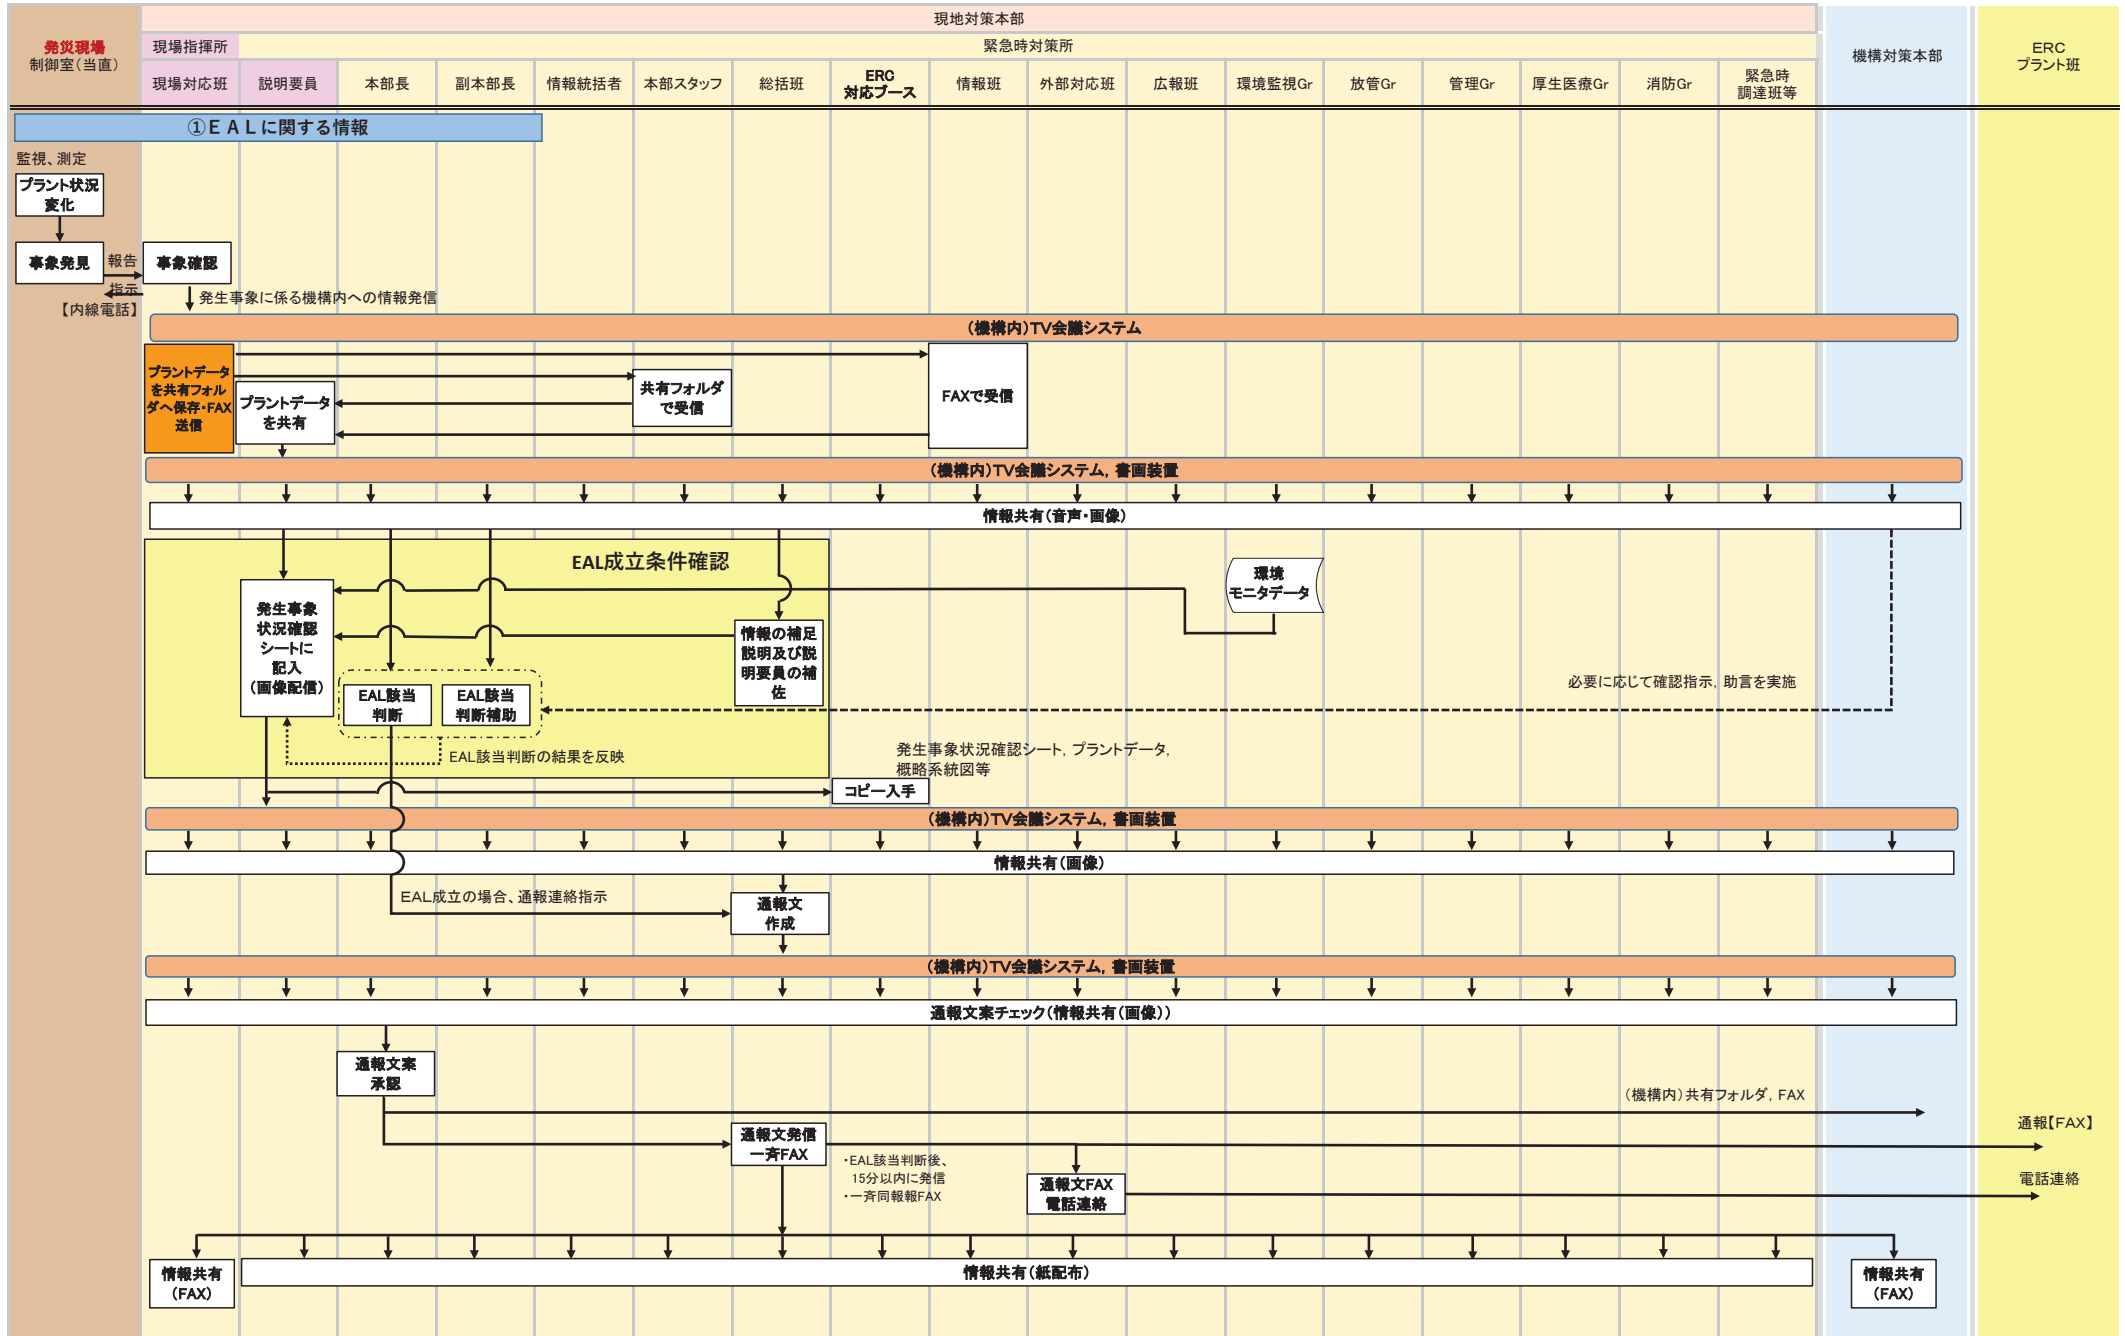 現地対策本部
発災現場
制御室(当直)
現場指揮所
緊急時対策所
機構対策本部
ERC
プラント班
現場対応班
説明要員
本部長
副本部長
情報統括者
本部スタッフ
総括班
ERC
対応ブース
情報班
外部対応班
広報班
環境監視Gr
放管Gr
管理Gr
厚生医療Gr
消防Gr
緊急時
調達班等
①ＥＡＬに関する情報
監視、測定
プラント状況
変化
事象発見
報告
事象確認
指示
【内線電話】
発生事象に係る機構内への情報発信
(機構内)TV会議システム
プラントデータ
を共有フォル
ダへ保存・FAX
送信
プラントデータ
を共有
共有フォルダ
で受信
FAXで受信
(機構内)TV会議システム, 書画装置
情報共有(音声・画像)
EAL成立条件確認
環境
モニタデータ
発生事象
状況確認
シートに
記入
(画像配信)
情報の補足
説明及び説
明要員の補
佐
EAL該当
判断
EAL該当
判断補助
必要に応じて確認指示, 助言を実施
EAL該当判断の結果を反映
発生事象状況確認シート, プラントデータ,
概略系統図等
コピー入手
(機構内)TV会議システム, 書画装置
情報共有(画像)
EAL成立の場合、通報連絡指示
通報文
作成
(機構内)TV会議システム, 書画装置
通報文案チェック(情報共有(画像))
通報文案
承認
(機構内)共有フォルダ, FAX
通報文発信
一斉FAX
通報【FAX】
・EAL該当判断後、
15分以内に発信
・一斉同報報FAX
通報文FAX
電話連絡
電話連絡
情報共有
(FAX)
情報共有(紙配布)
情報共有
(FAX)